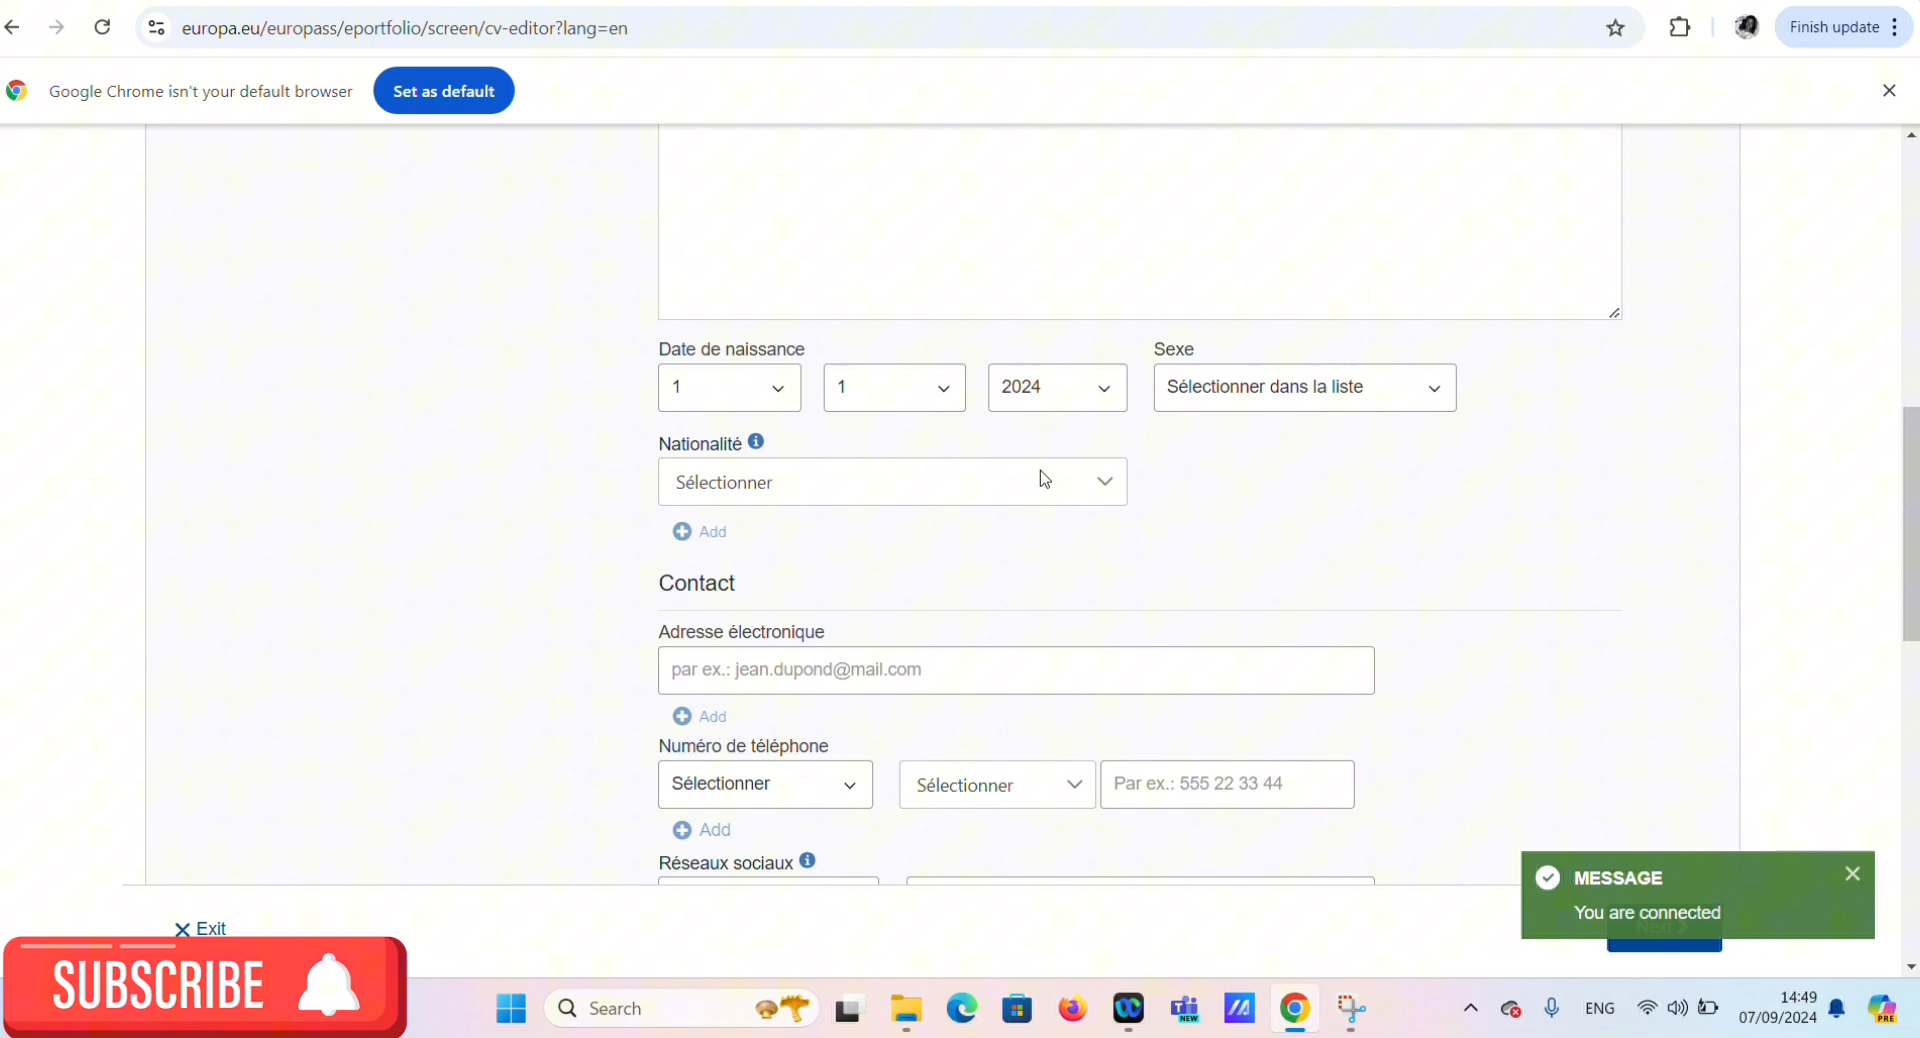 europa.eu/europass/eportfolio/screen/cv-editor?lang=en
Finish update
Google Chrome isn't your default browser
Set as default
Date de naissance
Sexe
1
1
2024
Sélectionner dans la liste
Nationalité
Sélectionner
Add
Contact
Adresse électronique
par ex.: jean.dupond@mail.com
Add
Numéro de téléphone
Sélectionner
Sélectionner
Par ex.: 555 22 33 44
Add
Réseaux sociaux
MESSAGE
You are connected
Next
Exit
SUBSCRIBE
Search
NEW
ENG
14:49
07/09/2024
PRE